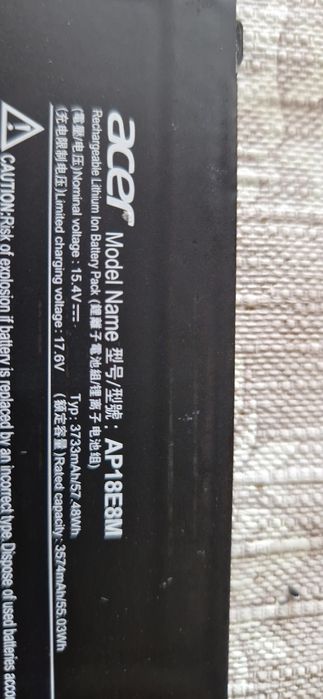 acer Model Name 型号/型號: AP18E8M
Rechargeable Lithium Ion Battery Pack (鋰離子電池組/锂离子电池组)
(電壓/电压)Nominal voltage : 15.4V⎓ Typ: 3733mAh/57.48Wh
(充电限制电压)Limited charging voltage : 17.6V (額定容量)Rated capacity: 3574mAh/55.03Wh
CAUTION:Risk of explosion if battery is replaced by an incorrect type. Dispose of used batteries acco